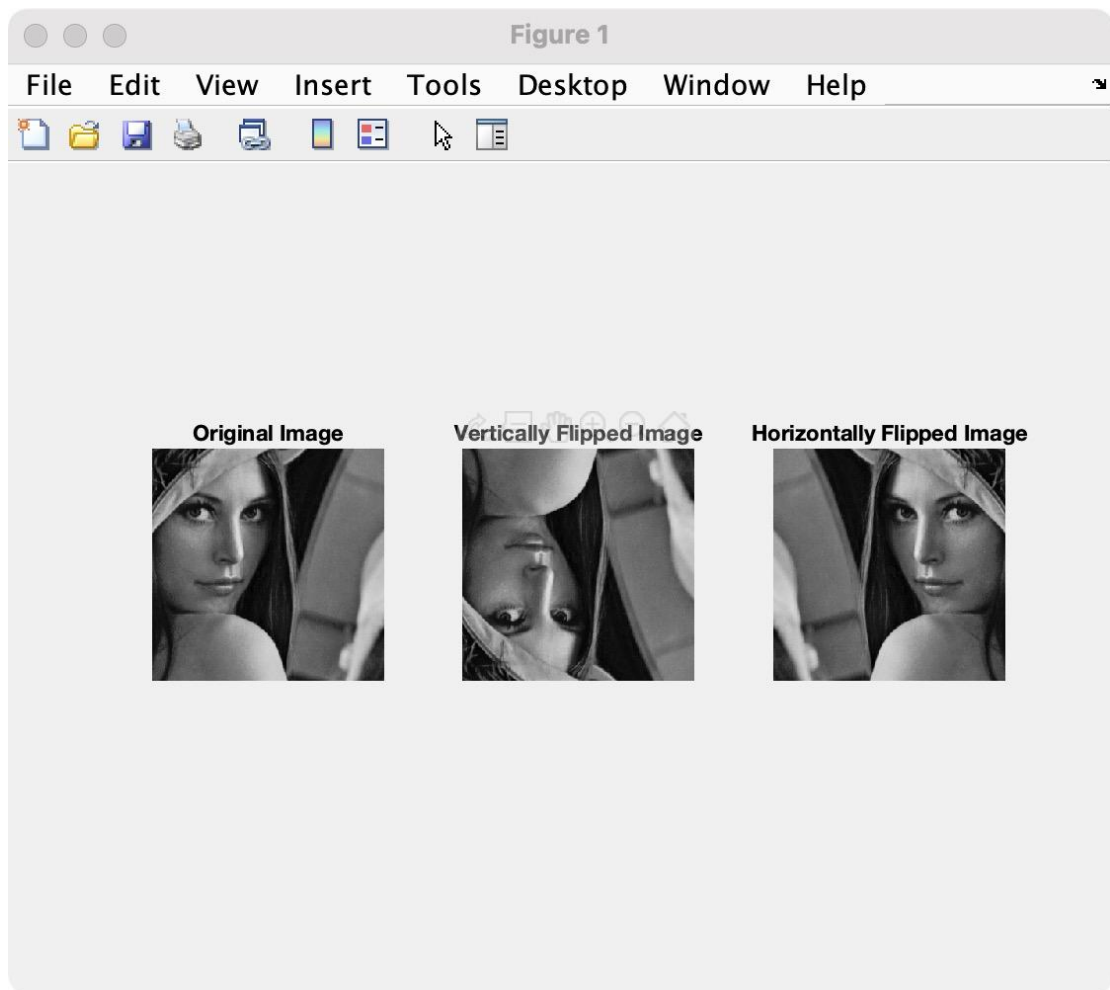 Figure 1
File Edit View Insert Tools Desktop Window Help
Original Image Vertically Flipped Image Horizontally Flipped Image